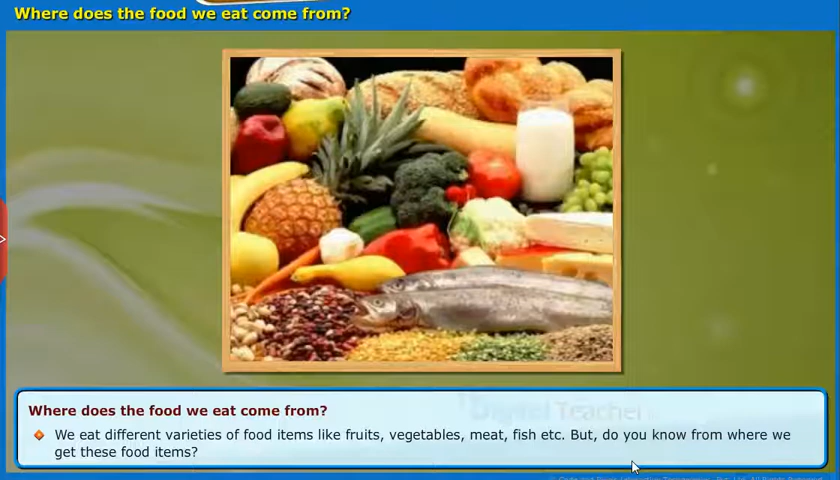 Where does the food we eat come from?
Where does the food we eat come from?
We eat different varieties of food items like fruits, vegetables, meat, fish etc. But, do you know from where we
get these food items?
Digital Teacher